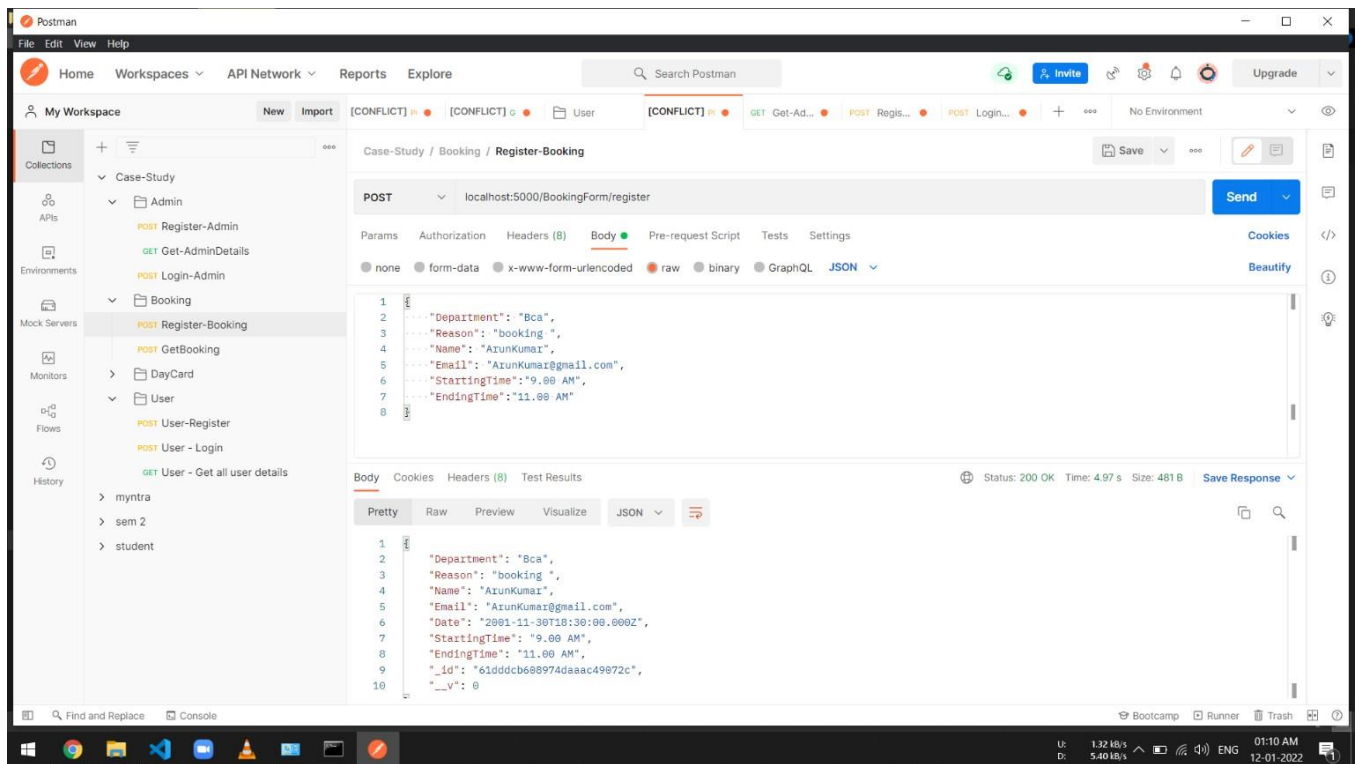 Postman
File Edit View Help
Home Workspaces API Network Reports Explore Search Postman Invite Upgrade
My Workspace New Import [CONFLICT] [CONFLICT] G User [CONFLICT] GET Get-Ad... POST Regis... POST Login... No Environment
Case-Study / Booking / Register-Booking Save
Collections
APIs
Environments
Mock Servers
Monitors
Flows
History
Case-Study
Admin
POST Register-Admin
GET Get-AdminDetails
POST Login-Admin
Booking
POST Register-Booking
POST GetBooking
DayCard
User
POST User-Register
POST User - Login
GET User - Get all user details
myntra
sem 2
student
POST localhost:5000/BookingForm/register Send
Params Authorization Headers (8) Body Pre-request Script Tests Settings Cookies
none form-data x-www-form-urlencoded raw binary GraphQL JSON Beautify
1 {
2 "Department": "Bca",
3 "Reason": "booking ",
4 "Name": "ArunKumar",
5 "Email": "ArunKumar@gmail.com",
6 "StartingTime":"9.00 AM",
7 "EndingTime":"11.00 AM"
8 }
Body Cookies Headers (8) Test Results Status: 200 OK Time: 4.97 s Size: 481 B Save Response
Pretty Raw Preview Visualize JSON
1 {
2 "Department": "Bca",
3 "Reason": "booking ",
4 "Name": "ArunKumar",
5 "Email": "ArunKumar@gmail.com",
6 "Date": "2001-11-30T18:30:00.000Z",
7 "StartingTime": "9.00 AM",
8 "EndingTime": "11.00 AM",
9 "_id": "61dddcb608974daaac49072c",
10 "__v": 0
Find and Replace Console Bootcamp Runner Trash
U: 1.32 kB/s
D: 5.40 kB/s
ENG
01:10 AM
12-01-2022